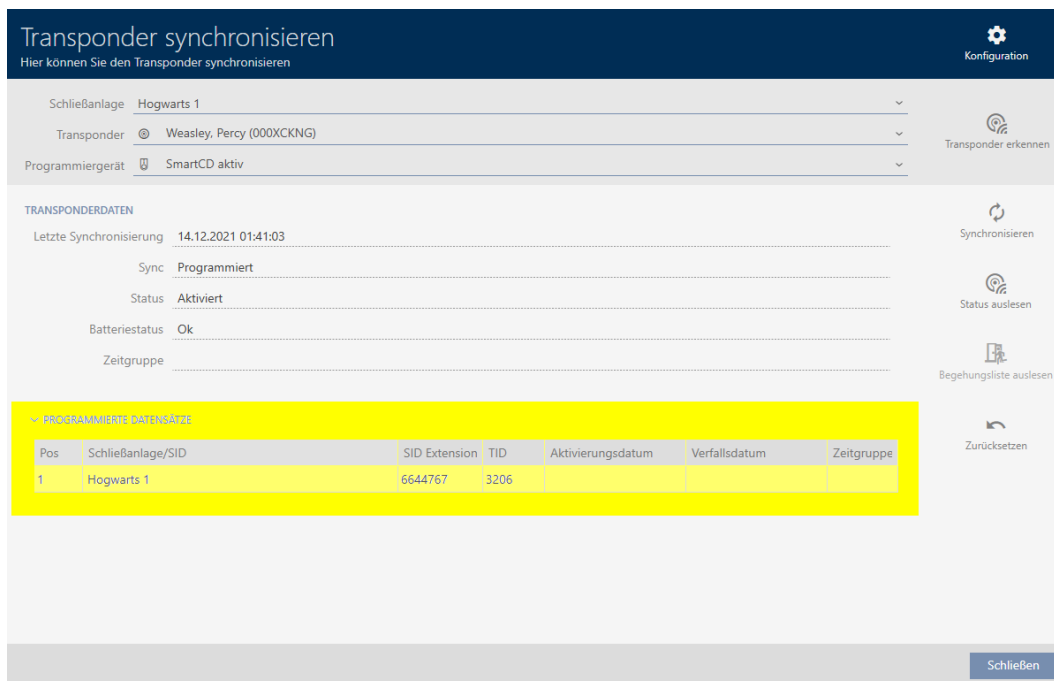 Transponder synchronisieren
Hier können Sie den Transponder synchronisieren
Konfiguration
Schließanlage Hogwarts 1
Transponder Weasley, Percy (000XCKNG)
Programmiergerät SmartCD aktiv
Transponder erkennen
TRANSPONDERDATEN
Letzte Synchronisierung 14.12.2021 01:41:03
Sync Programmiert
Status Aktiviert
Batteriestatus Ok
Zeitgruppe
Synchronisieren
Status auslesen
Begehungsliste auslesen
Zurücksetzen
PROGRAMMIERTE DATENSÄTZE
Pos Schließanlage/SID SID Extension TID Aktivierungsdatum Verfallsdatum Zeitgruppe
1 Hogwarts 1 6644767 3206
Schließen